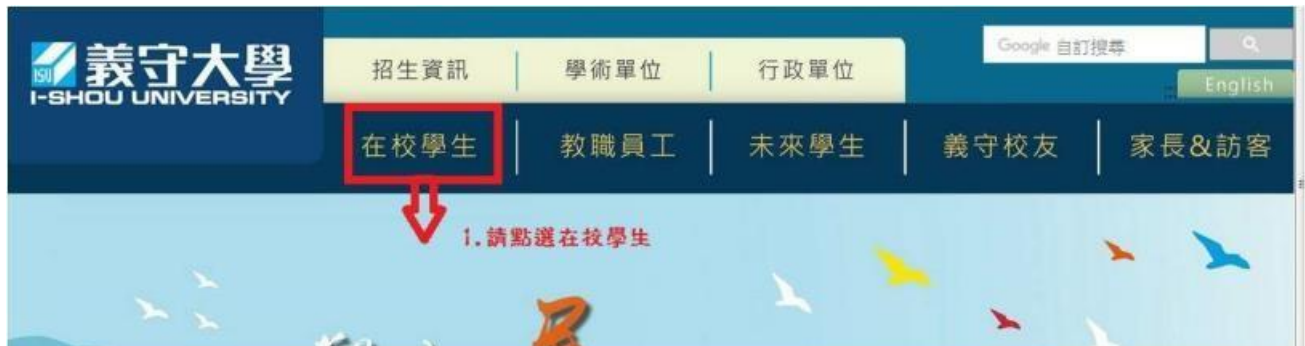 義守大學
ISU
I-SHOU UNIVERSITY
招生資訊 學術單位 行政單位
Google 自訂搜尋
English
在校學生 教職員工 未來學生 義守校友 家長&訪客
1.請點選在校學生